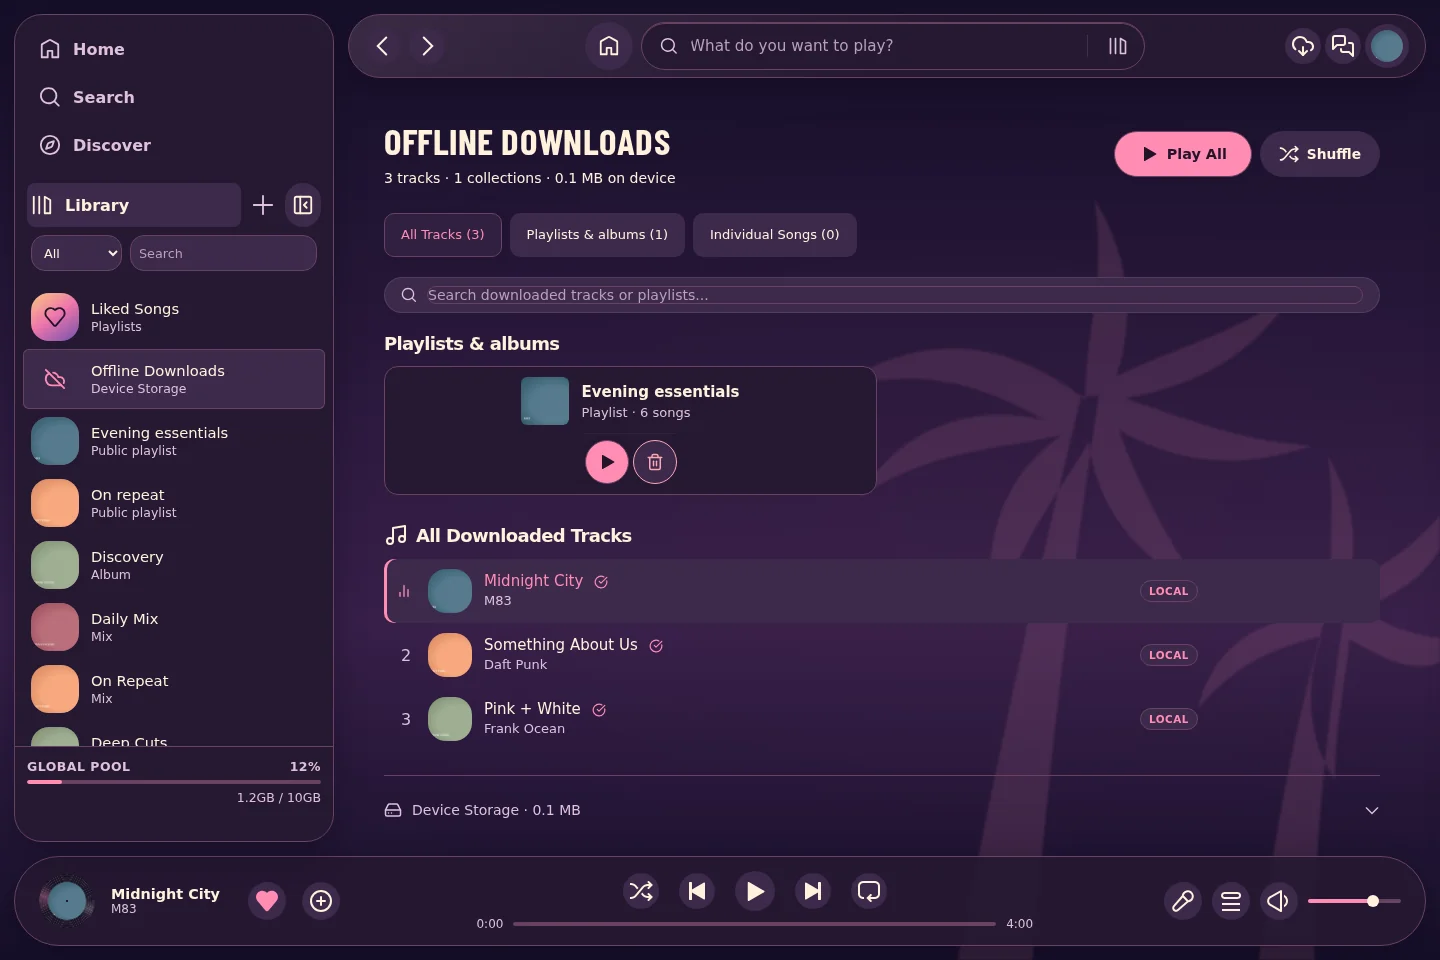 Home
Search
Discover
Library
All
Search
Liked Songs
Playlists
Offline Downloads
Device Storage
Evening essentials
Public playlist
On repeat
Public playlist
Discovery
Album
Daily Mix
Mix
On Repeat
Mix
Deep Cuts
GLOBAL POOL 12%
1.2GB / 10GB
What do you want to play?
OFFLINE DOWNLOADS
3 tracks · 1 collections · 0.1 MB on device
Play All
Shuffle
All Tracks (3)
Playlists & albums (1)
Individual Songs (0)
Search downloaded tracks or playlists...
Playlists & albums
Evening essentials
Playlist · 6 songs
All Downloaded Tracks
Midnight City
M83
LOCAL
2
Something About Us
Daft Punk
LOCAL
3
Pink + White
Frank Ocean
LOCAL
Device Storage · 0.1 MB
Midnight City
M83
0:00
4:00